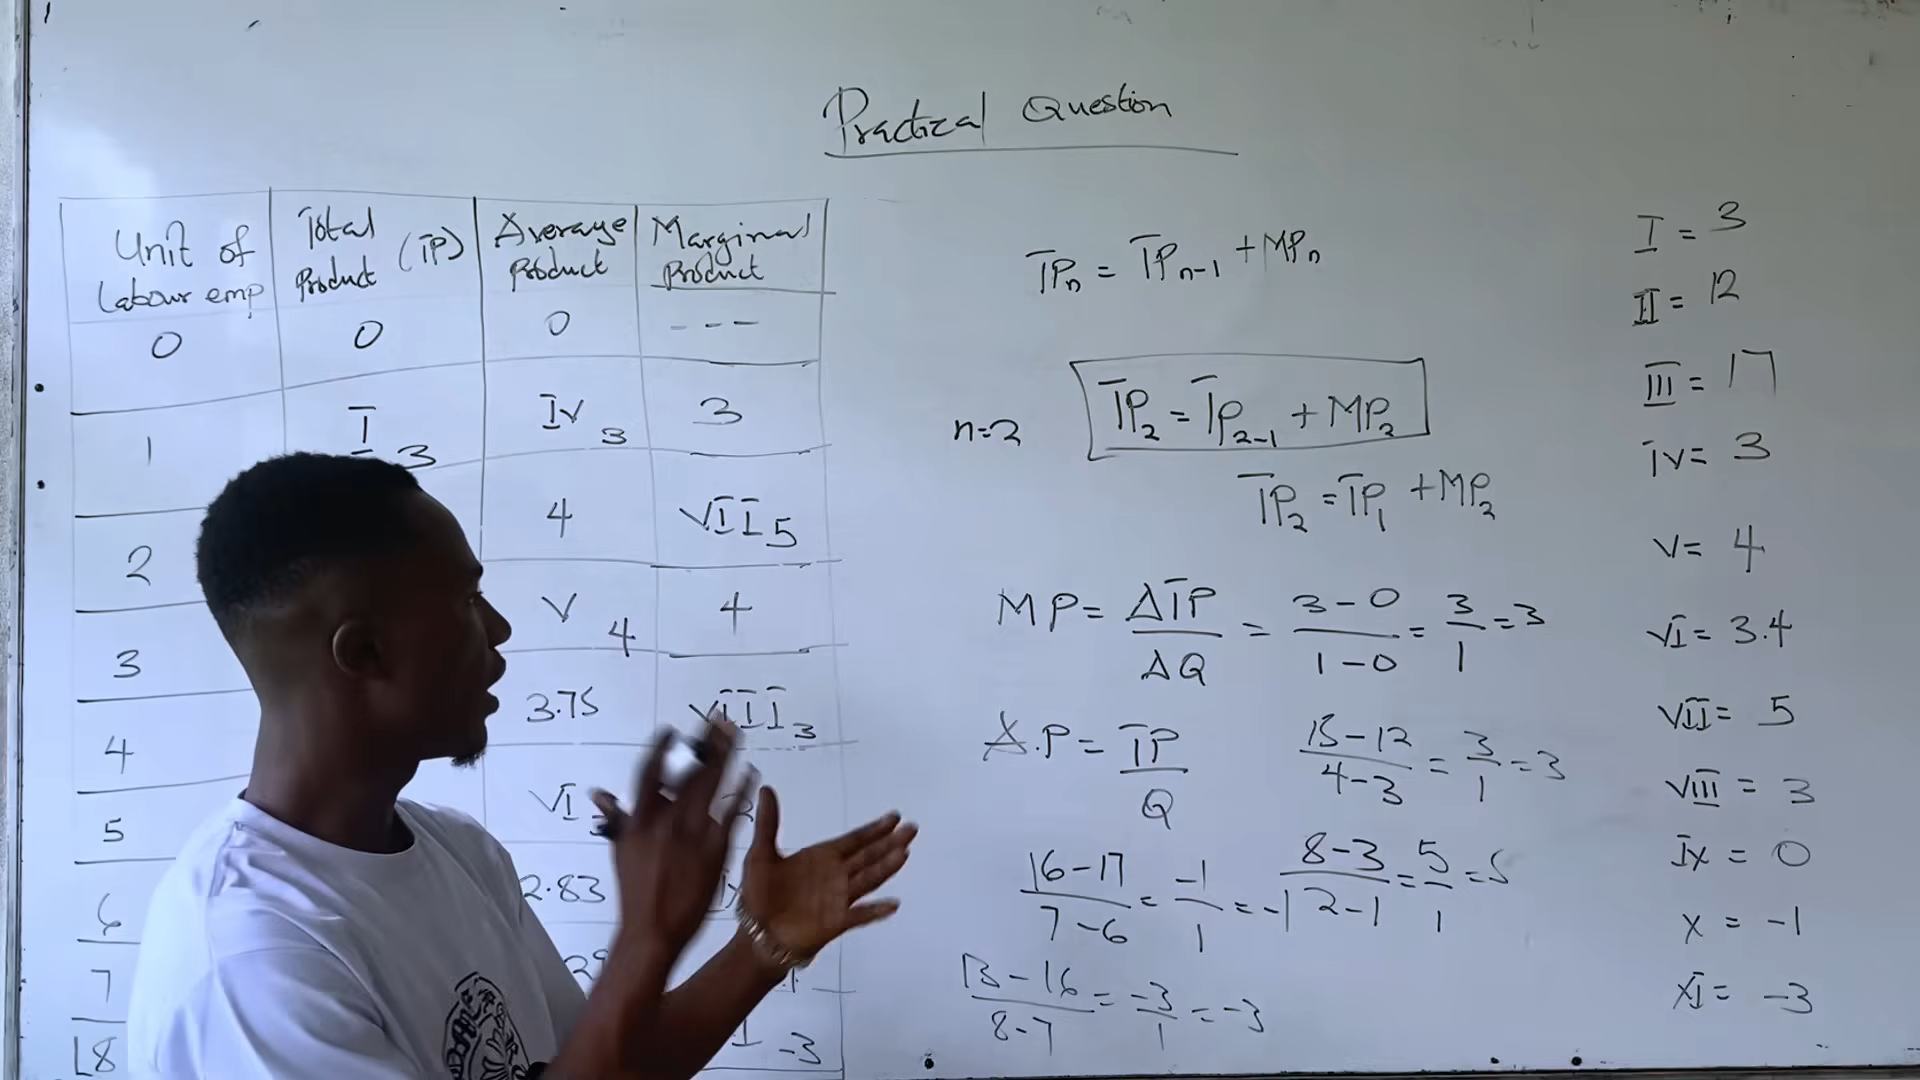 Practical Question
Unit of Labour emp
Total Product (TP)
Average Product
Marginal Product
0 0 0 ---
1 I 3 IV 3 3
2 4 VII 5
3 V 4 4
4 3.75 VIII 3
5 VI
6 2.83
7
8 -3
TPn = TPn-1 + MPn
n=2 TP2 = TP2-1 + MP2
TP2 = TP1 + MP2
MP = ΔTP/ΔQ = 3-0/1-0 = 3/1 = 3
A.P = TP/Q
15-12/4-3 = 3/1 = 3
16-17/7-6 = -1/1 = -1
8-3/2-1 = 5/1 = 5
13-16/8-7 = -3/1 = -3
I = 3
II = 12
III = 17
IV = 3
V = 4
VI = 3.4
VII = 5
VIII = 3
IX = 0
X = -1
XI = -3